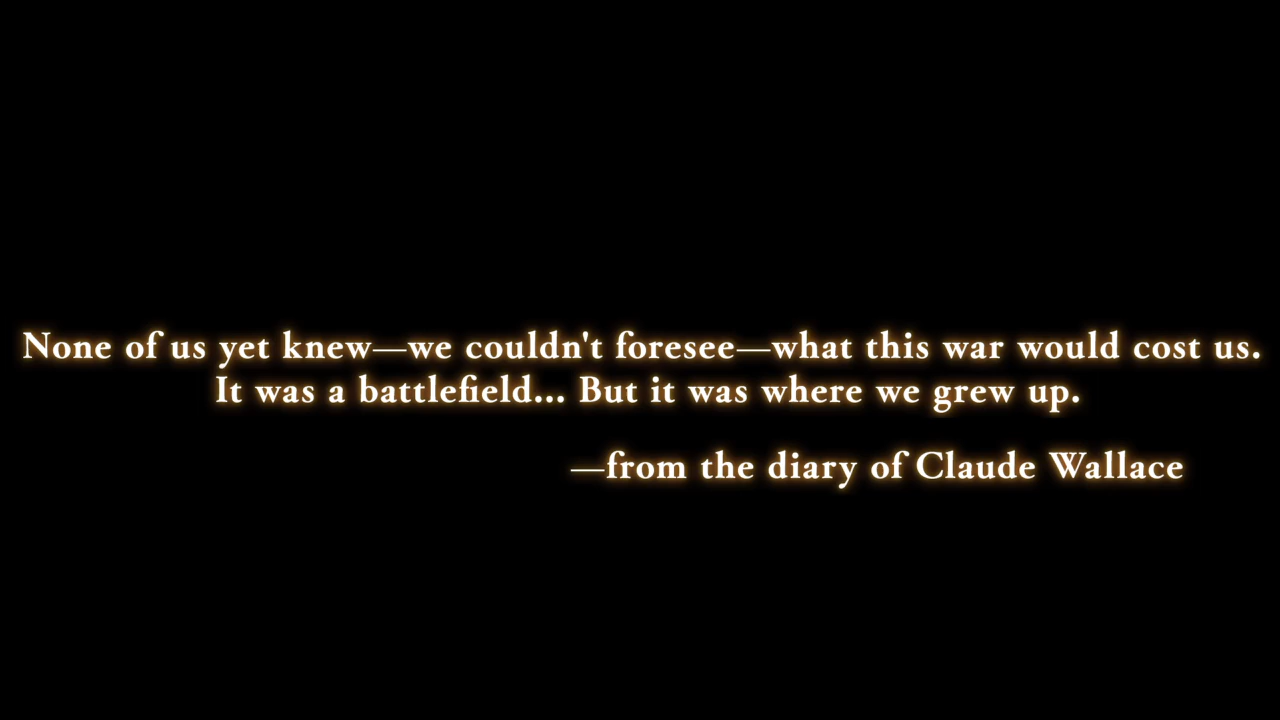 None of us yet knew—we couldn't foresee—what this war would cost us.
It was a battlefield... But it was where we grew up.
—from the diary of Claude Wallace